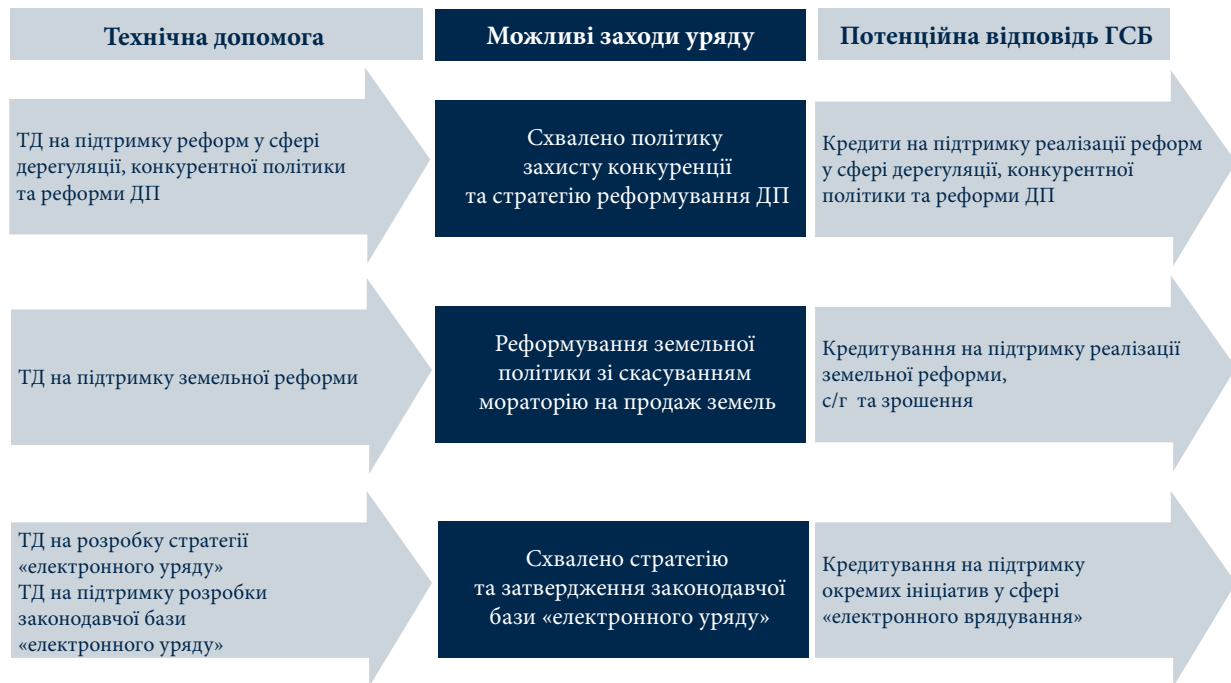 Технічна допомога
Можливі заходи уряду
Потенційна відповідь ГСБ
ТД на підтримку реформ у сфері
дерегуляції, конкурентної політики
та реформи ДП
Схвалено політику
захисту конкуренції
та стратегію реформування ДП
Кредити на підтримку реалізації реформ
у сфері дерегуляції, конкурентної
політики та реформи ДП
ТД на підтримку земельної реформи
Реформування земельної
політики зі скасуванням
мораторію на продаж земель
Кредитування на підтримку реалізації
земельної реформи,
с/г та зрошення
ТД на розробку стратегії
«електронного уряду»
ТД на підтримку розробки
законодавчої бази
«електронного уряду»
Схвалено стратегію
та затвердження законодавчої
бази «електронного уряду»
Кредитування на підтримку
окремих ініціатив у сфері
«електронного врядування»